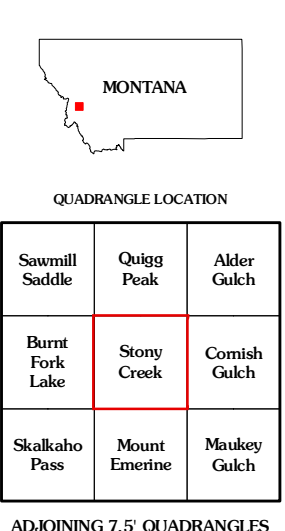 MONTANA
QUADRANGLE LOCATION
Sawmill
Saddle
Quigg
Peak
Alder
Gulch
Burnt
Fork
Lake
Stony
Creek
Cornish
Gulch
Skalkaho
Pass
Mount
Emerine
Maukey
Gulch
ADJOINING 7.5' QUADRANGLES